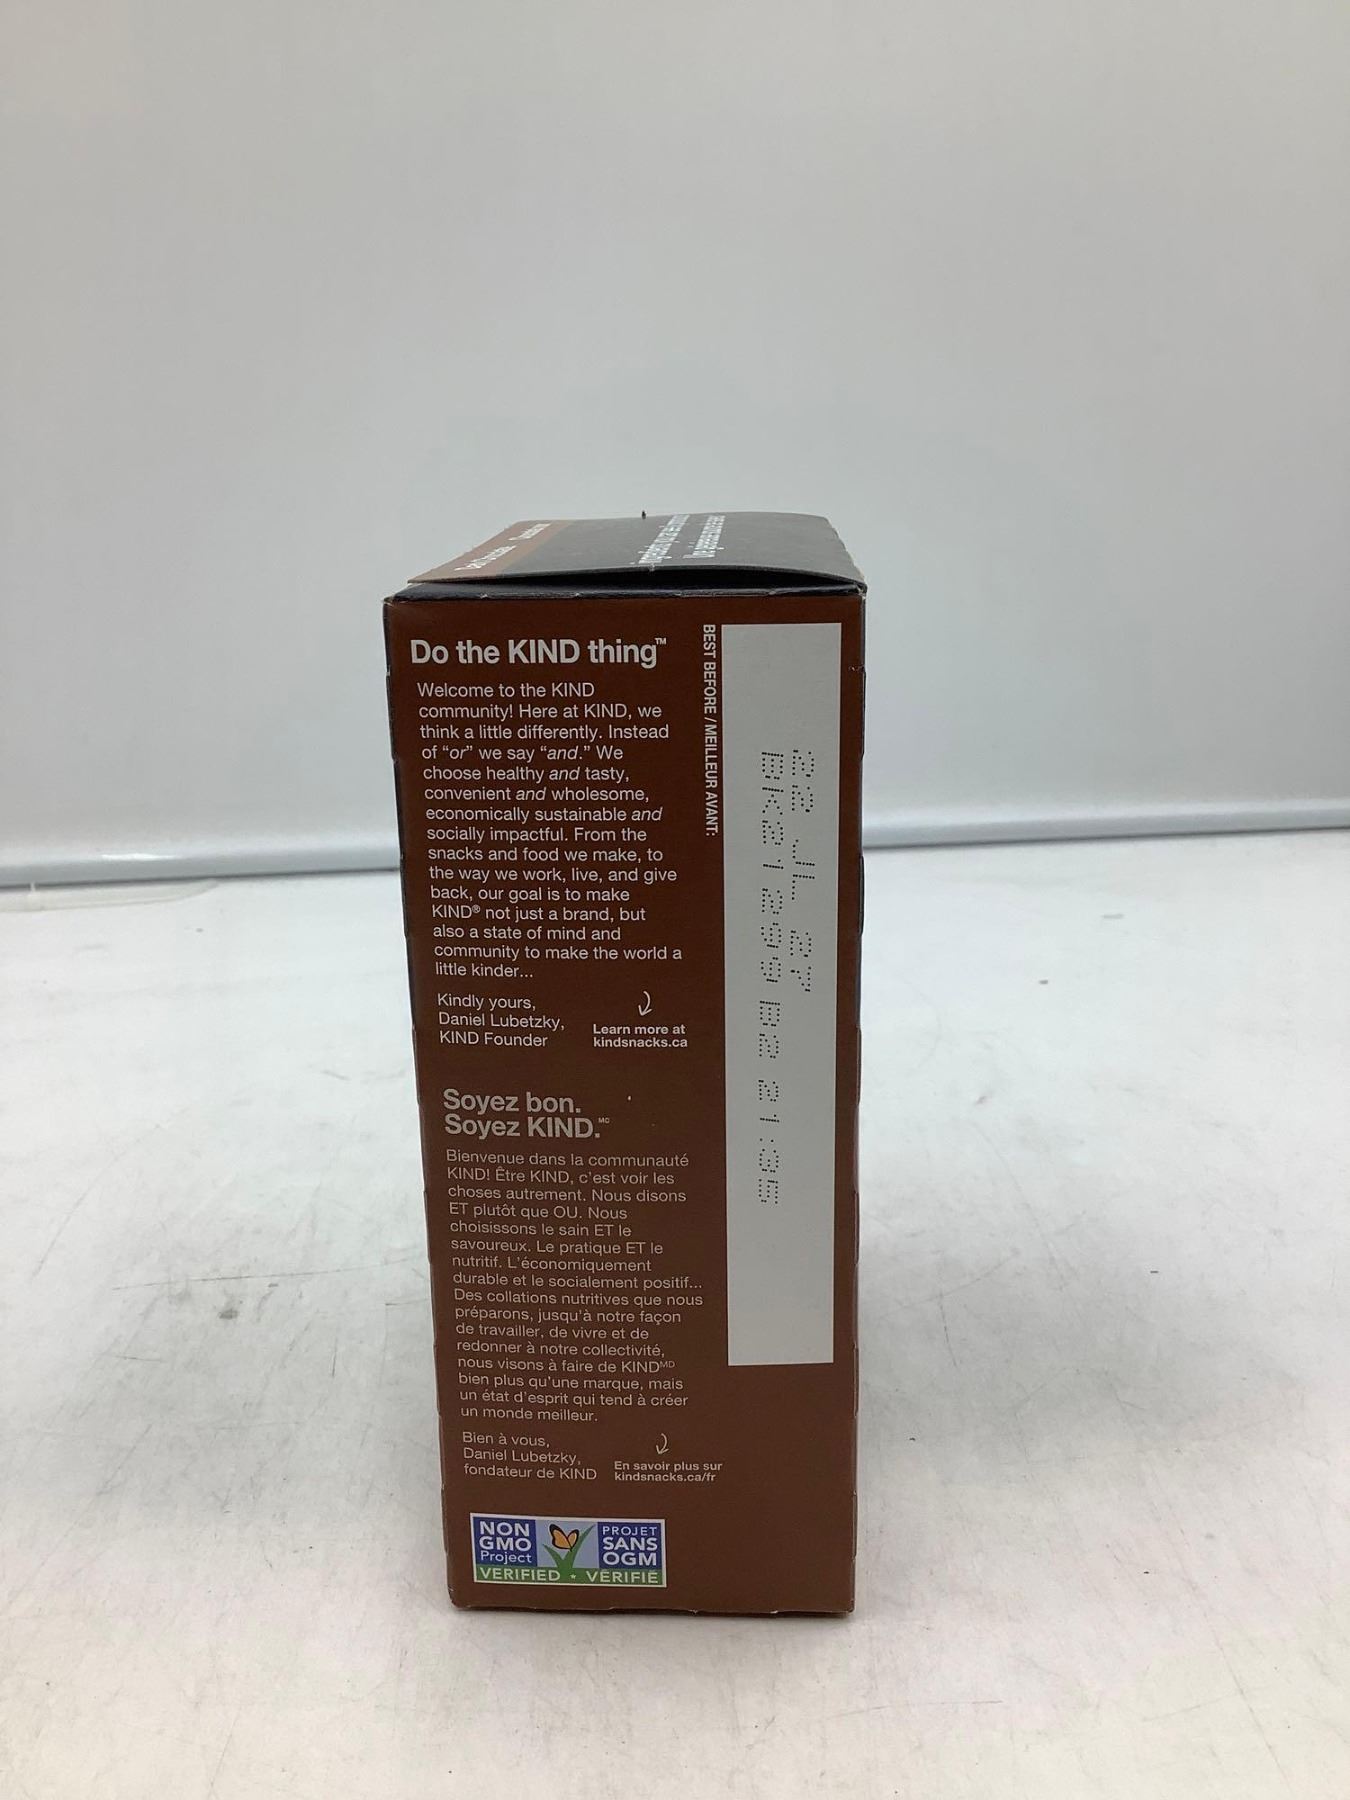 Do the KIND thing™
Welcome to the KIND
community! Here at KIND, we
think a little differently. Instead
of “or” we say “and.” We
choose healthy and tasty,
convenient and wholesome,
economically sustainable and
socially impactful. From the
snacks and food we make, to
the way we work, live, and give
back, our goal is to make
KIND® not just a brand, but
also a state of mind and
community to make the world a
little kinder...
Kindly yours,
Daniel Lubetzky,
KIND Founder
Learn more at
kindsnacks.ca
Soyez bon.
Soyez KIND.MC
Bienvenue dans la communauté
KIND! Être KIND, c'est voir les
choses autrement. Nous disons
ET plutôt que OU. Nous
choisissons le sain ET le
savoureux. Le pratique ET le
nutritif. L'économiquement
durable et le socialement positif...
Des collations nutritives que nous
préparons, jusqu'à notre façon
de travailler, de vivre et de
redonner à notre collectivité,
nous visons à faire de KINDMD
bien plus qu'une marque, mais
un état d'esprit qui tend à créer
un monde meilleur.
Bien à vous,
Daniel Lubetzky,
fondateur de KIND
En savoir plus sur
kindsnacks.ca/fr
NON
GMO
Project
VERIFIED
PROJET
SANS
OGM
VÉRIFIÉ
BEST BEFORE / MEILLEUR AVANT:
22 JL 27
BK21299 B2 21:35